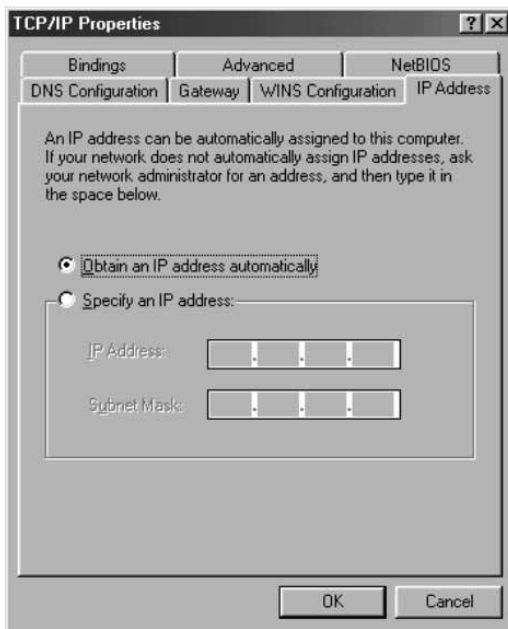 TCP/IP Properties
? ×
Bindings Advanced NetBIOS
DNS Configuration Gateway WINS Configuration IP Address
An IP address can be automatically assigned to this computer.
If your network does not automatically assign IP addresses, ask
your network administrator for an address, and then type it in
the space below.
Obtain an IP address automatically
Specify an IP address:
IP Address: . . .
Subnet Mask: . . .
OK Cancel